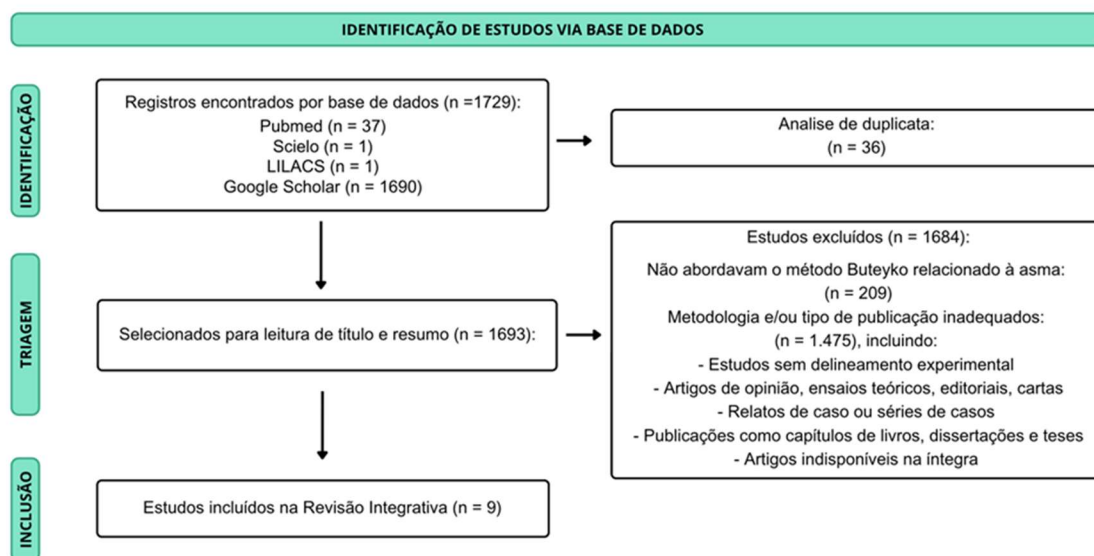 IDENTIFICAÇÃO DE ESTUDOS VIA BASE DE DADOS
IDENTIFICAÇÃO
Registros encontrados por base de dados (n =1729):
Pubmed (n = 37)
Scielo (n = 1)
LILACS (n = 1)
Google Scholar (n = 1690)
Analise de duplicata:
(n = 36)
TRIAGEM
Selecionados para leitura de título e resumo (n = 1693):
Estudos excluídos (n = 1684):
Não abordavam o método Buteyko relacionado à asma:
(n = 209)
Metodologia e/ou tipo de publicação inadequados:
(n = 1.475), incluindo:
- Estudos sem delineamento experimental
- Artigos de opinião, ensaios teóricos, editoriais, cartas
- Relatos de caso ou séries de casos
- Publicações como capítulos de livros, dissertações e teses
- Artigos indisponíveis na íntegra
INCLUSÃO
Estudos incluídos na Revisão Integrativa (n = 9)